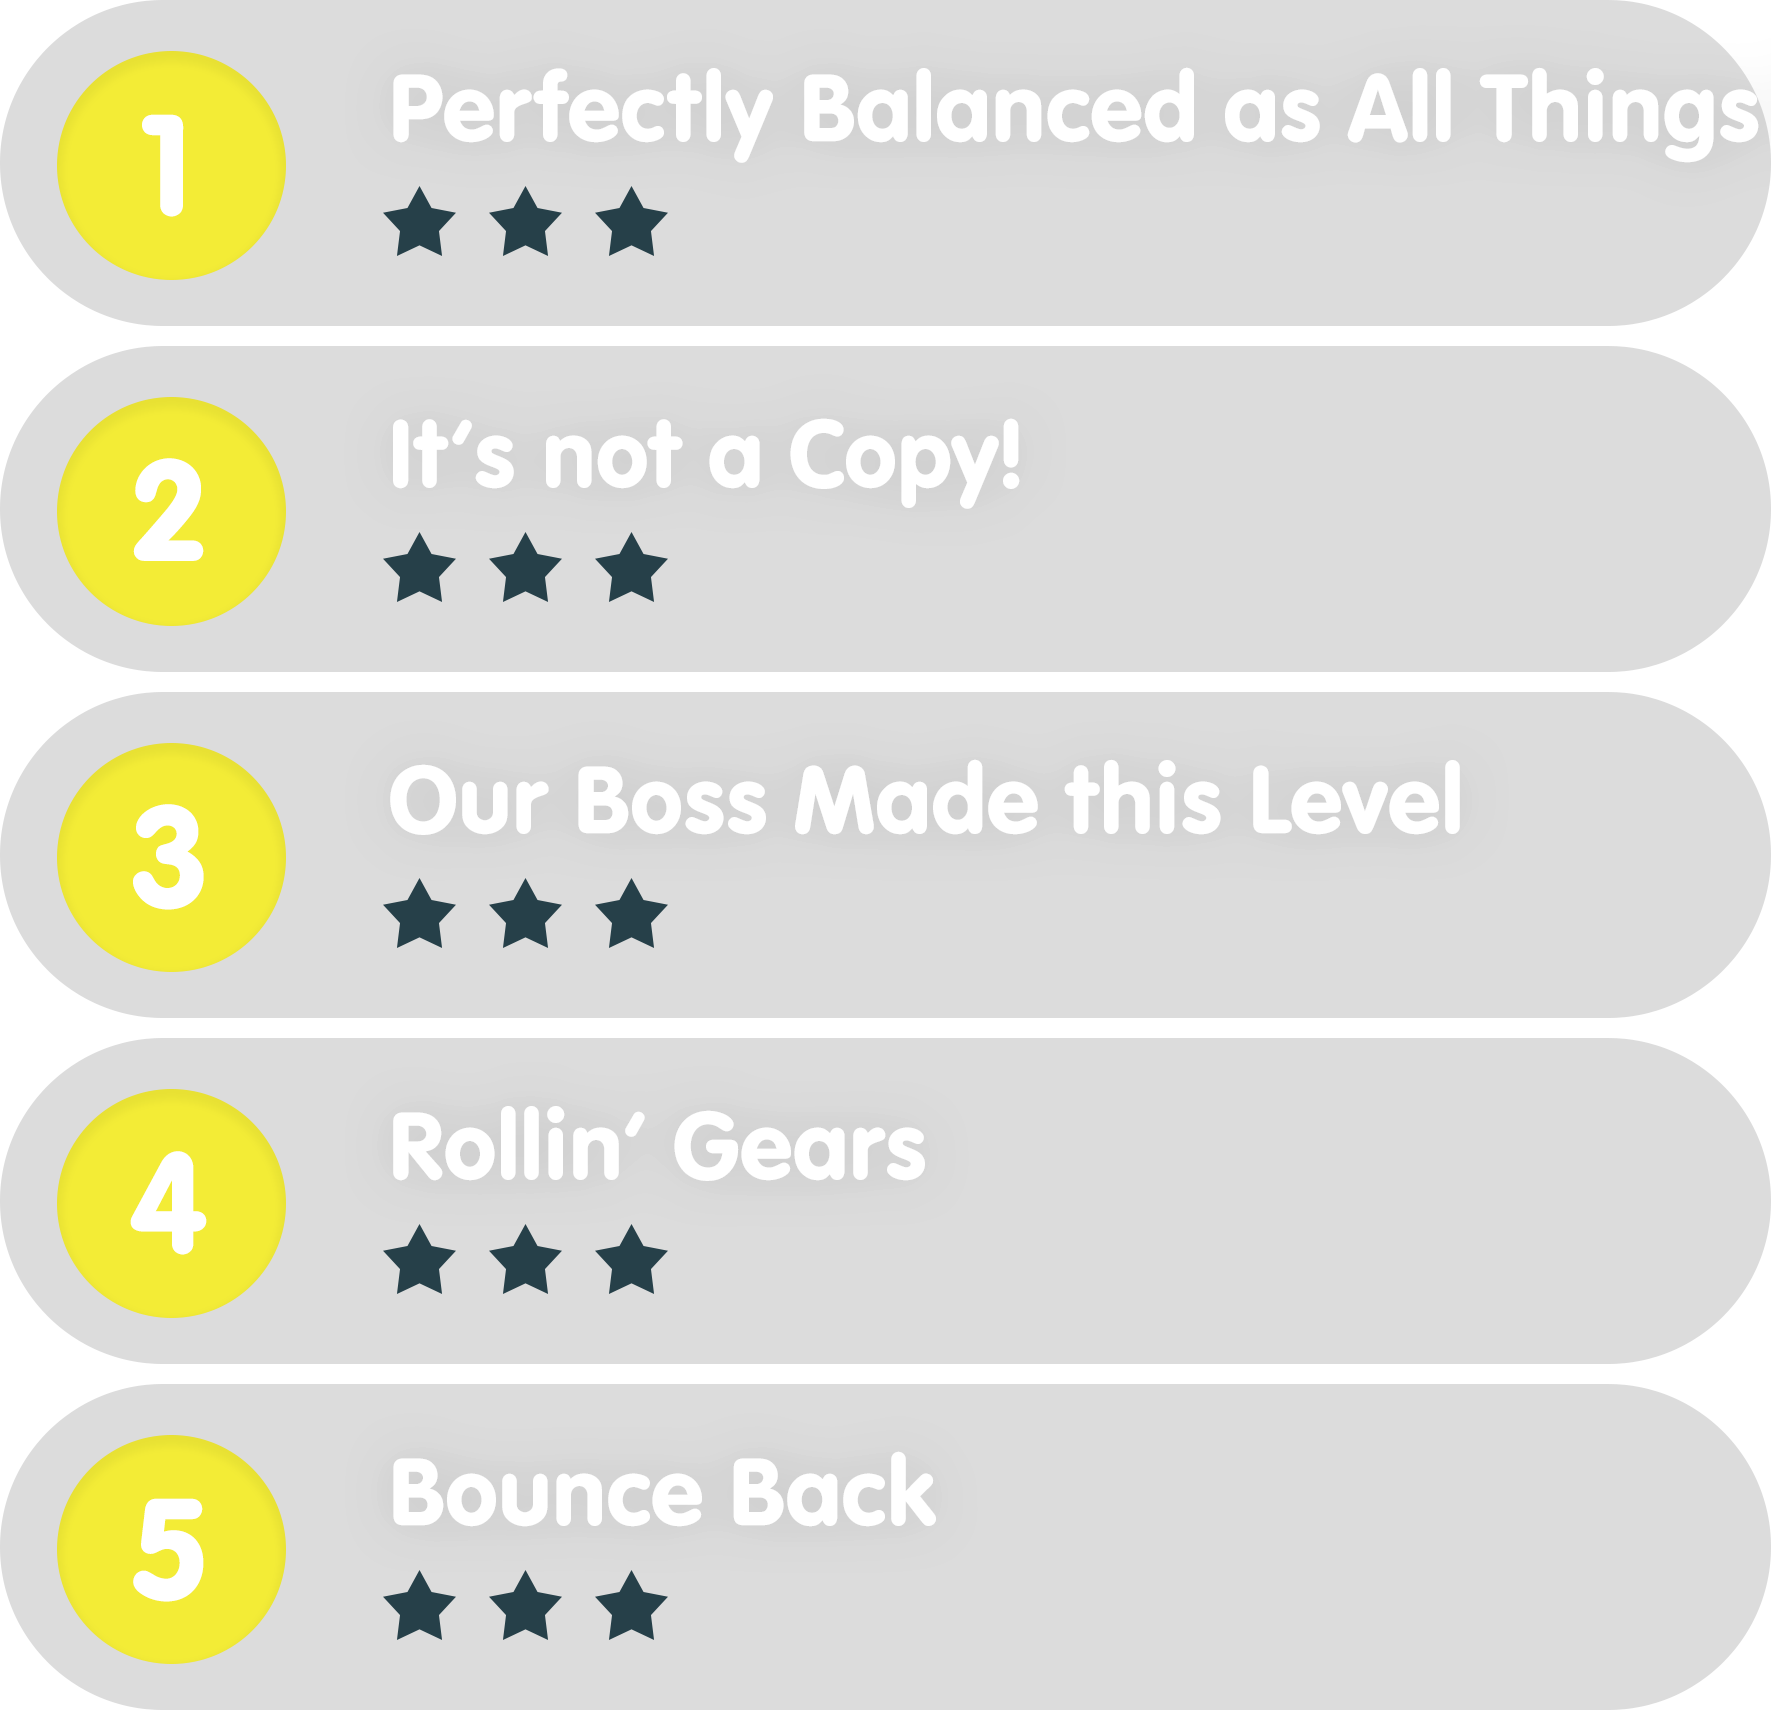 1
Perfectly Balanced as All Things
2
It’s not a Copy!
3
Our Boss Made this Level
4
Rollin’ Gears
5
Bounce Back